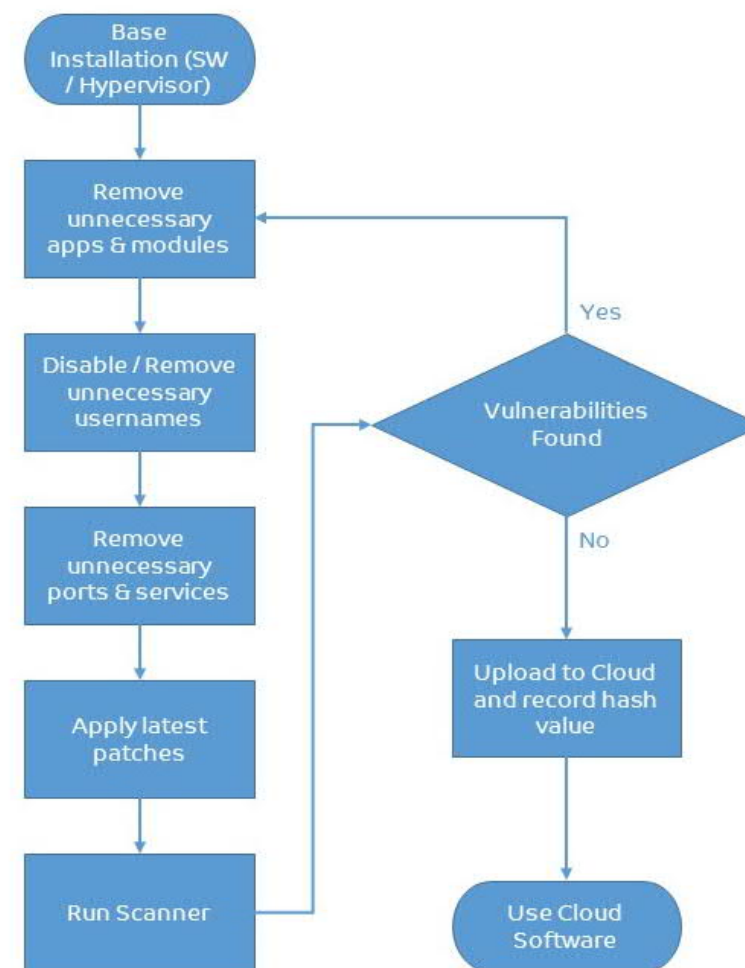 Base
Installation (SW
/ Hypervisor)
Remove
unnecessary
apps & modules
Disable / Remove
unnecessary
usernames
Remove
unnecessary
ports & services
Apply latest
patches
Run Scanner
Vulnerabilities
Found
Yes
No
Upload to Cloud
and record hash
value
Use Cloud
Software